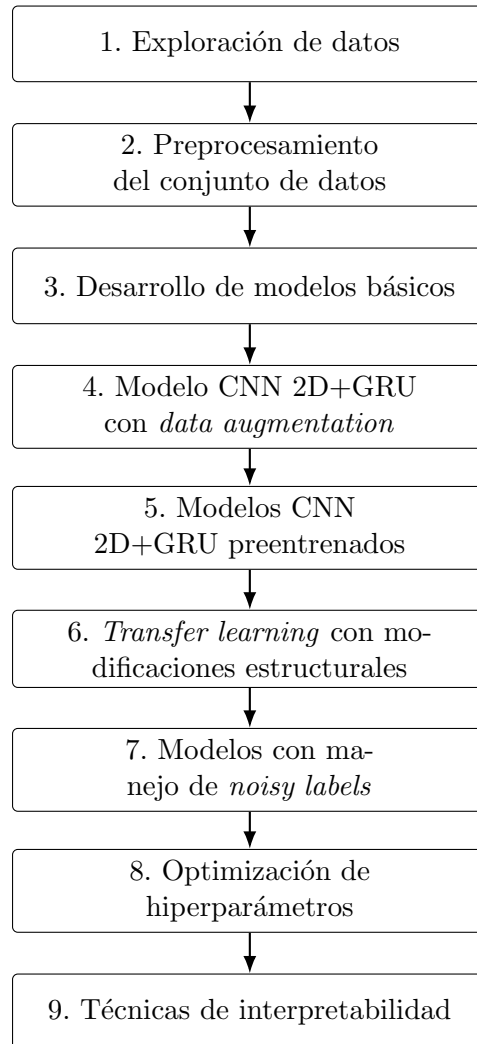 1. Exploración de datos
2. Preprocesamiento
del conjunto de datos
3. Desarrollo de modelos básicos
4. Modelo CNN 2D+GRU
con data augmentation
5. Modelos CNN
2D+GRU preentrenados
6. Transfer learning con mo-
dificaciones estructurales
7. Modelos con ma-
nejo de noisy labels
8. Optimización de
hiperparámetros
9. Técnicas de interpretabilidad